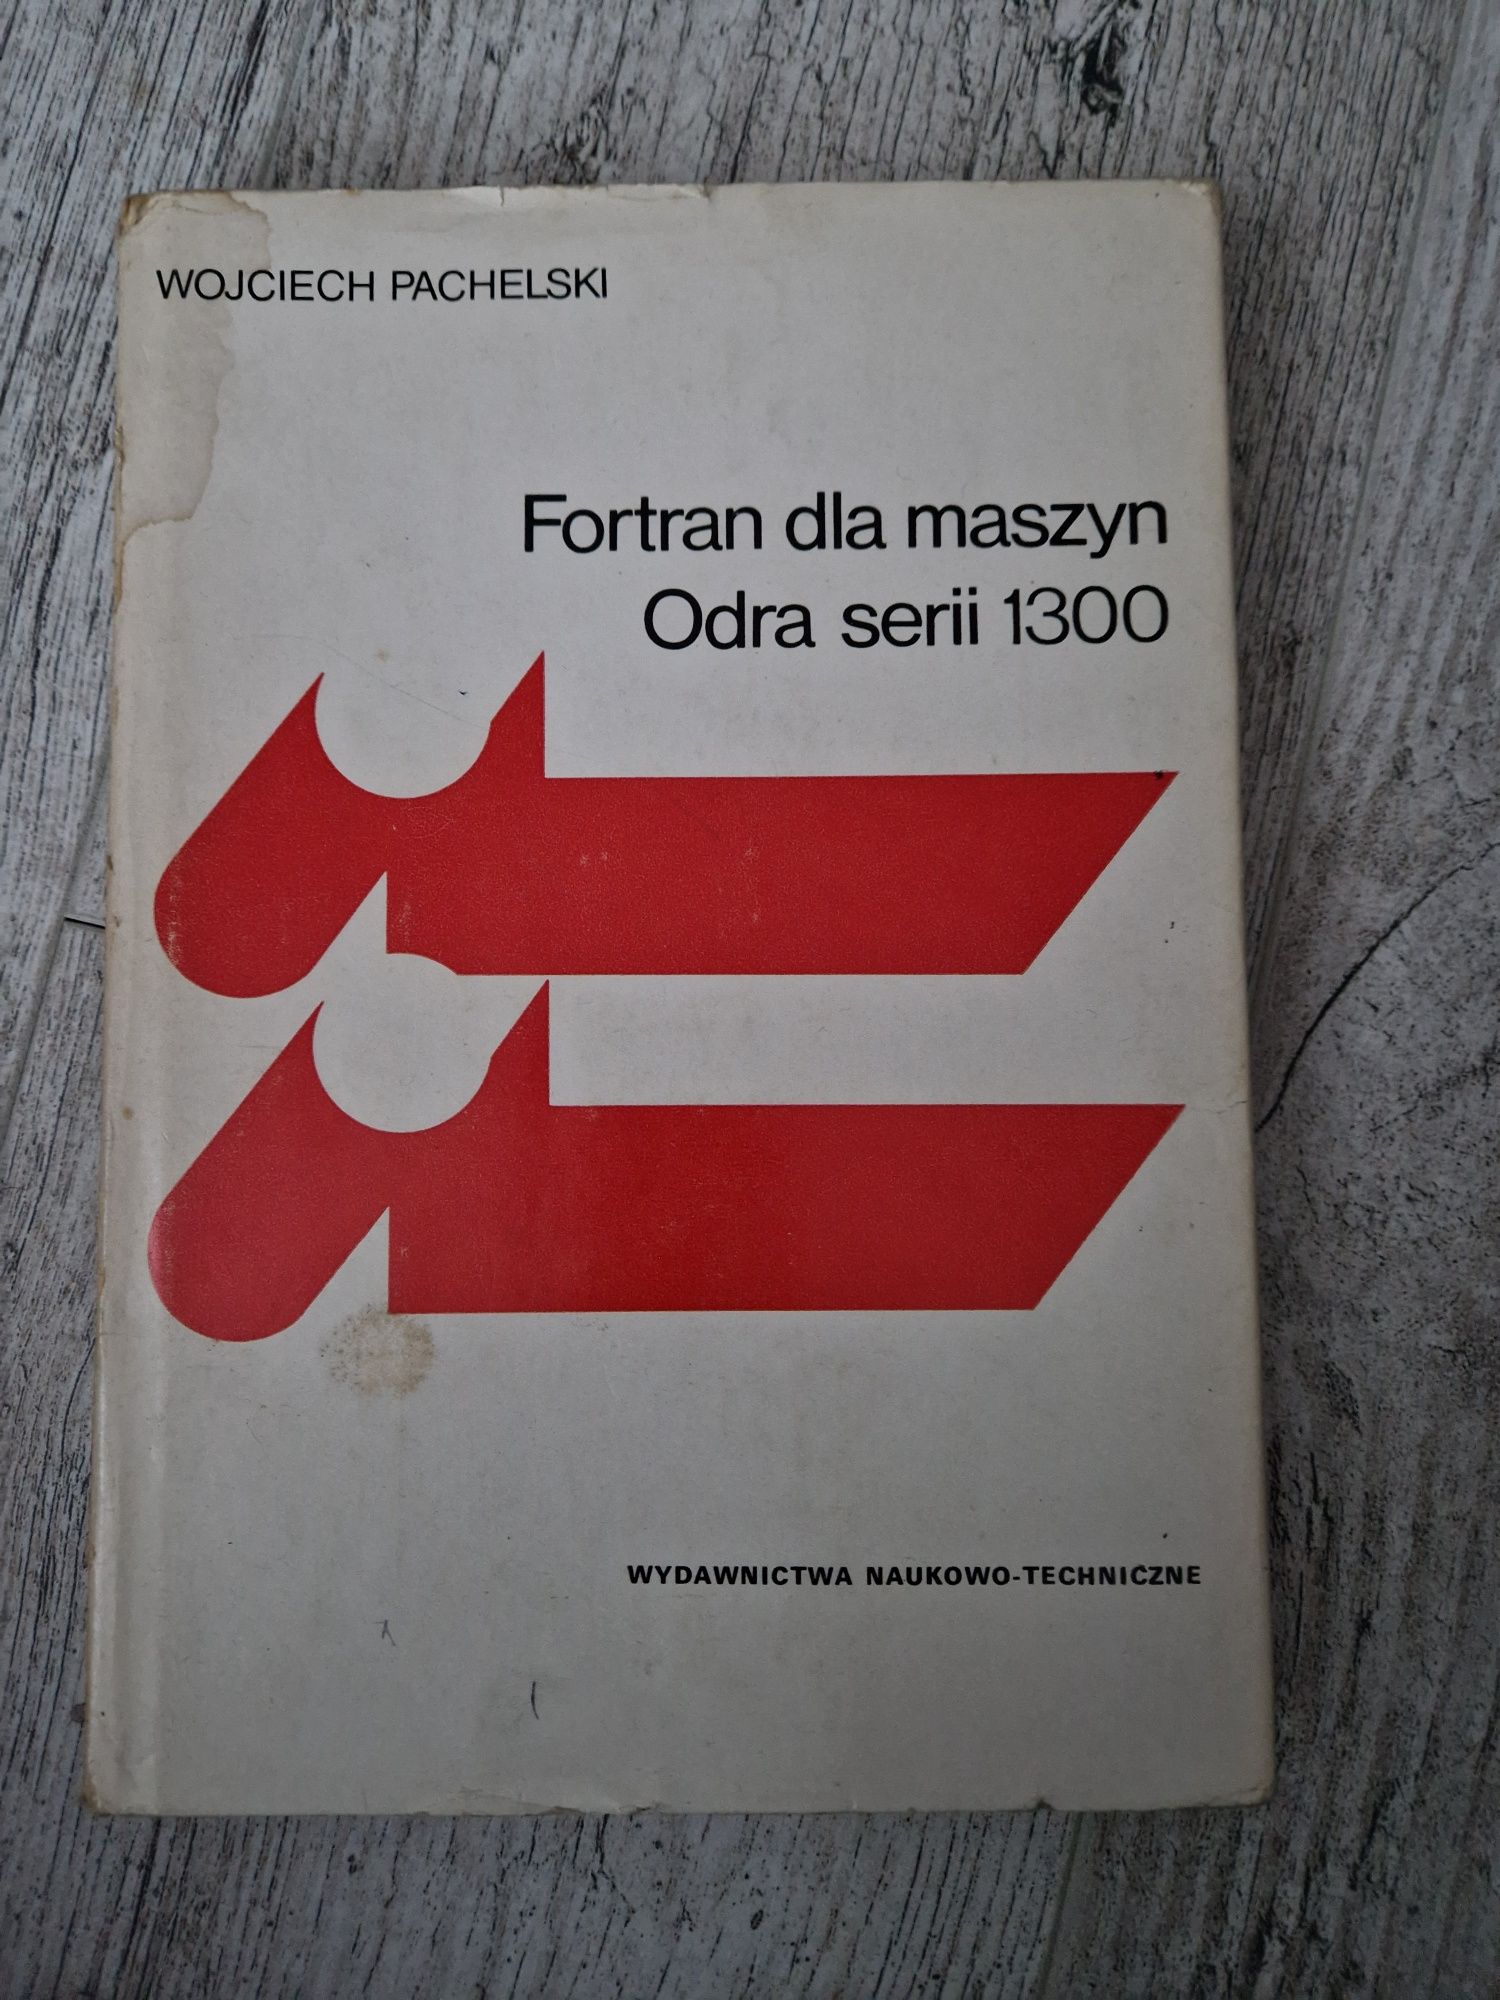 WOJCIECH PACHELSKI
Fortran dla maszyn
Odra serii 1300
WYDAWNICTWA NAUKOWO-TECHNICZNE